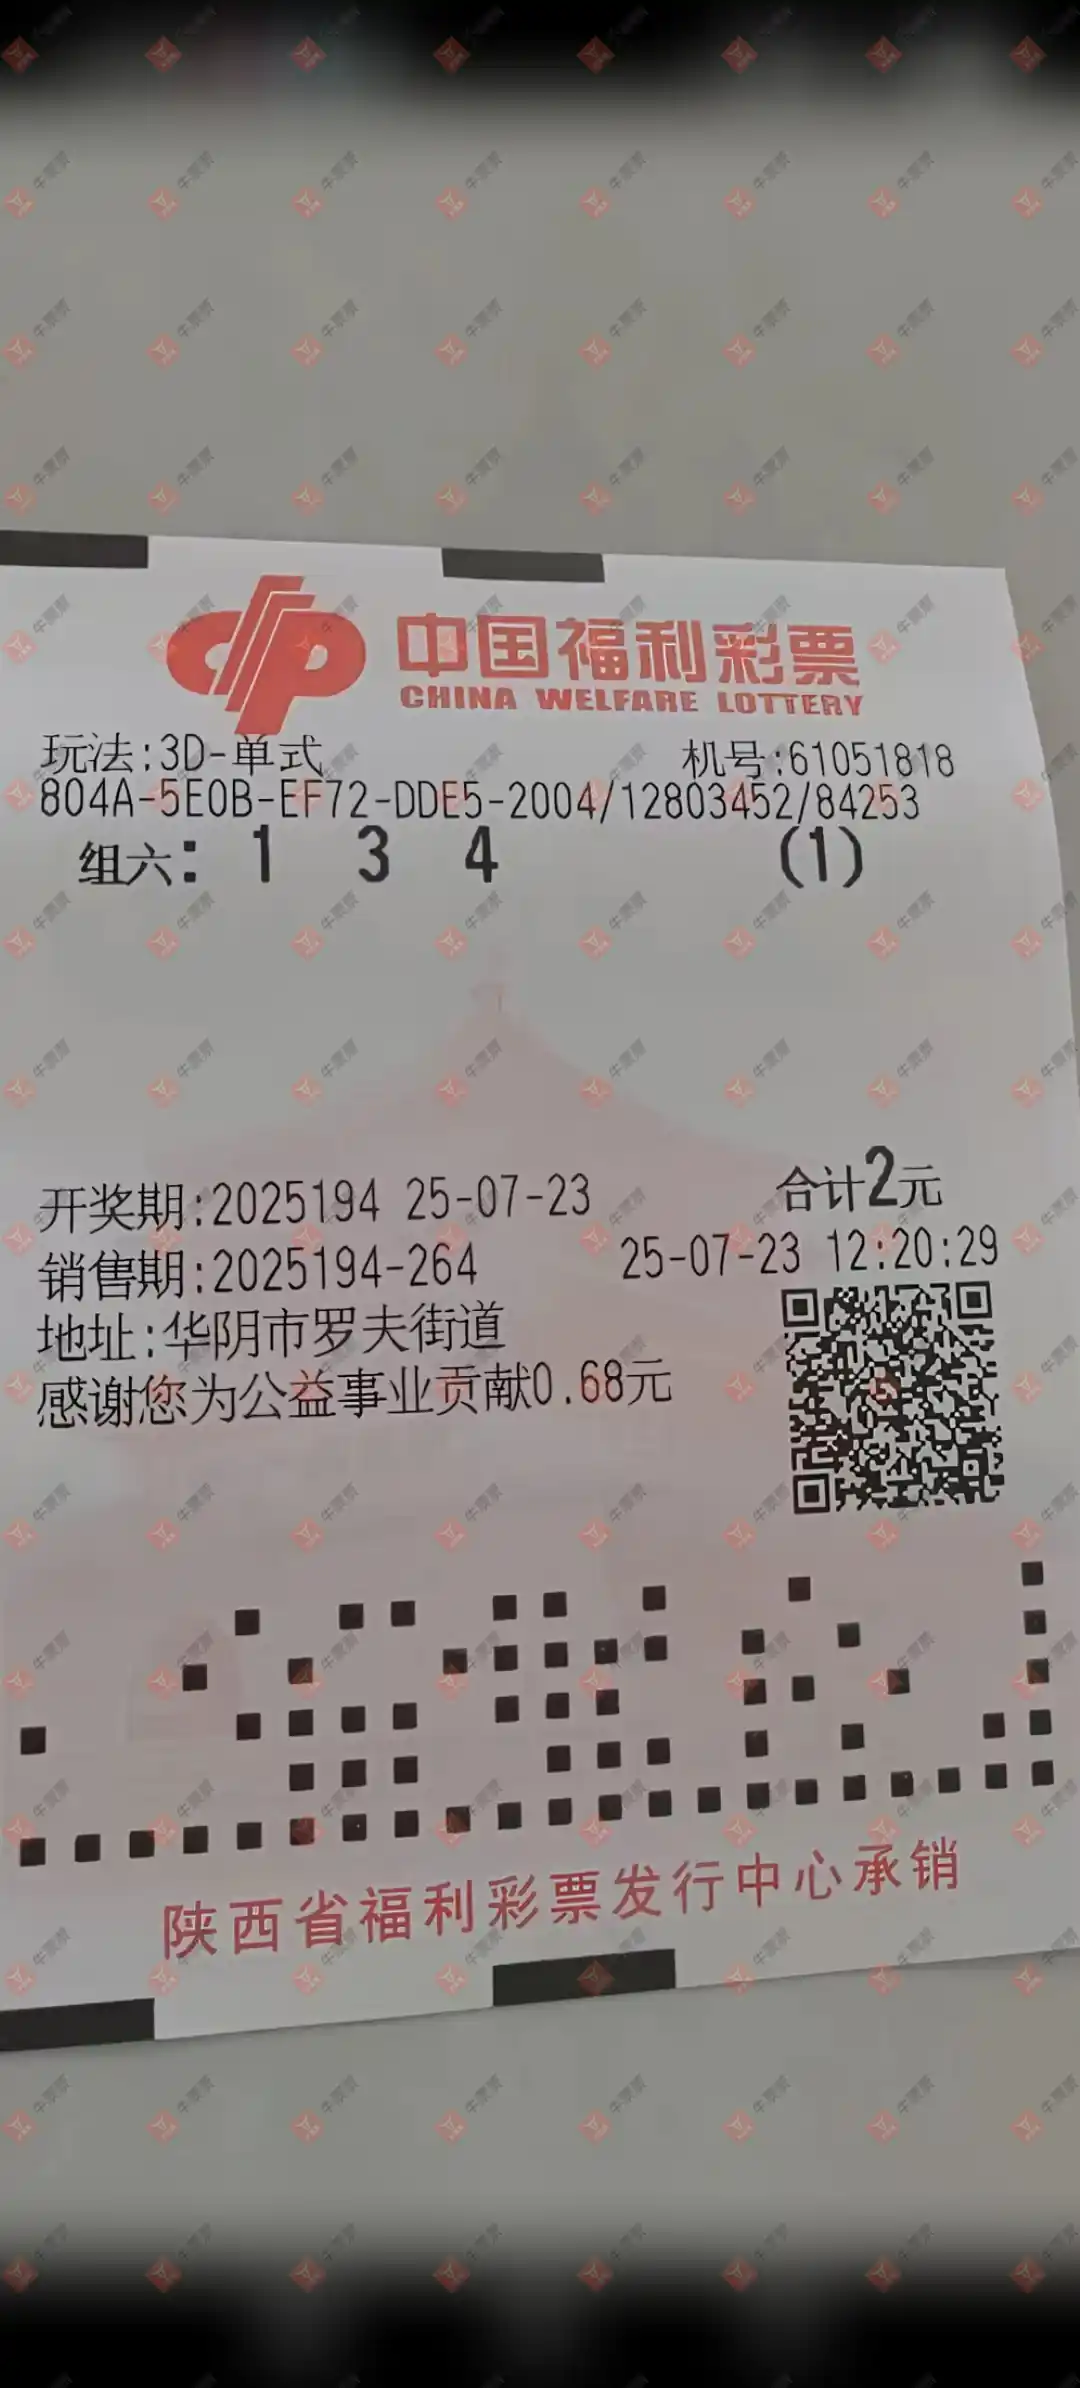 中国福利彩票
CHINA WELFARE LOTTERY
玩法:3D-单式 机号:61051818
804A-5E0B-EF72-DDE5-2004/12803452/84253
组六: 1 3 4 (1)
开奖期:2025194 25-07-23 合计2元
销售期:2025194-264 25-07-23 12:20:29
地址:华阴市罗夫街道
感谢您为公益事业贡献0.68元
陕西省福利彩票发行中心承销